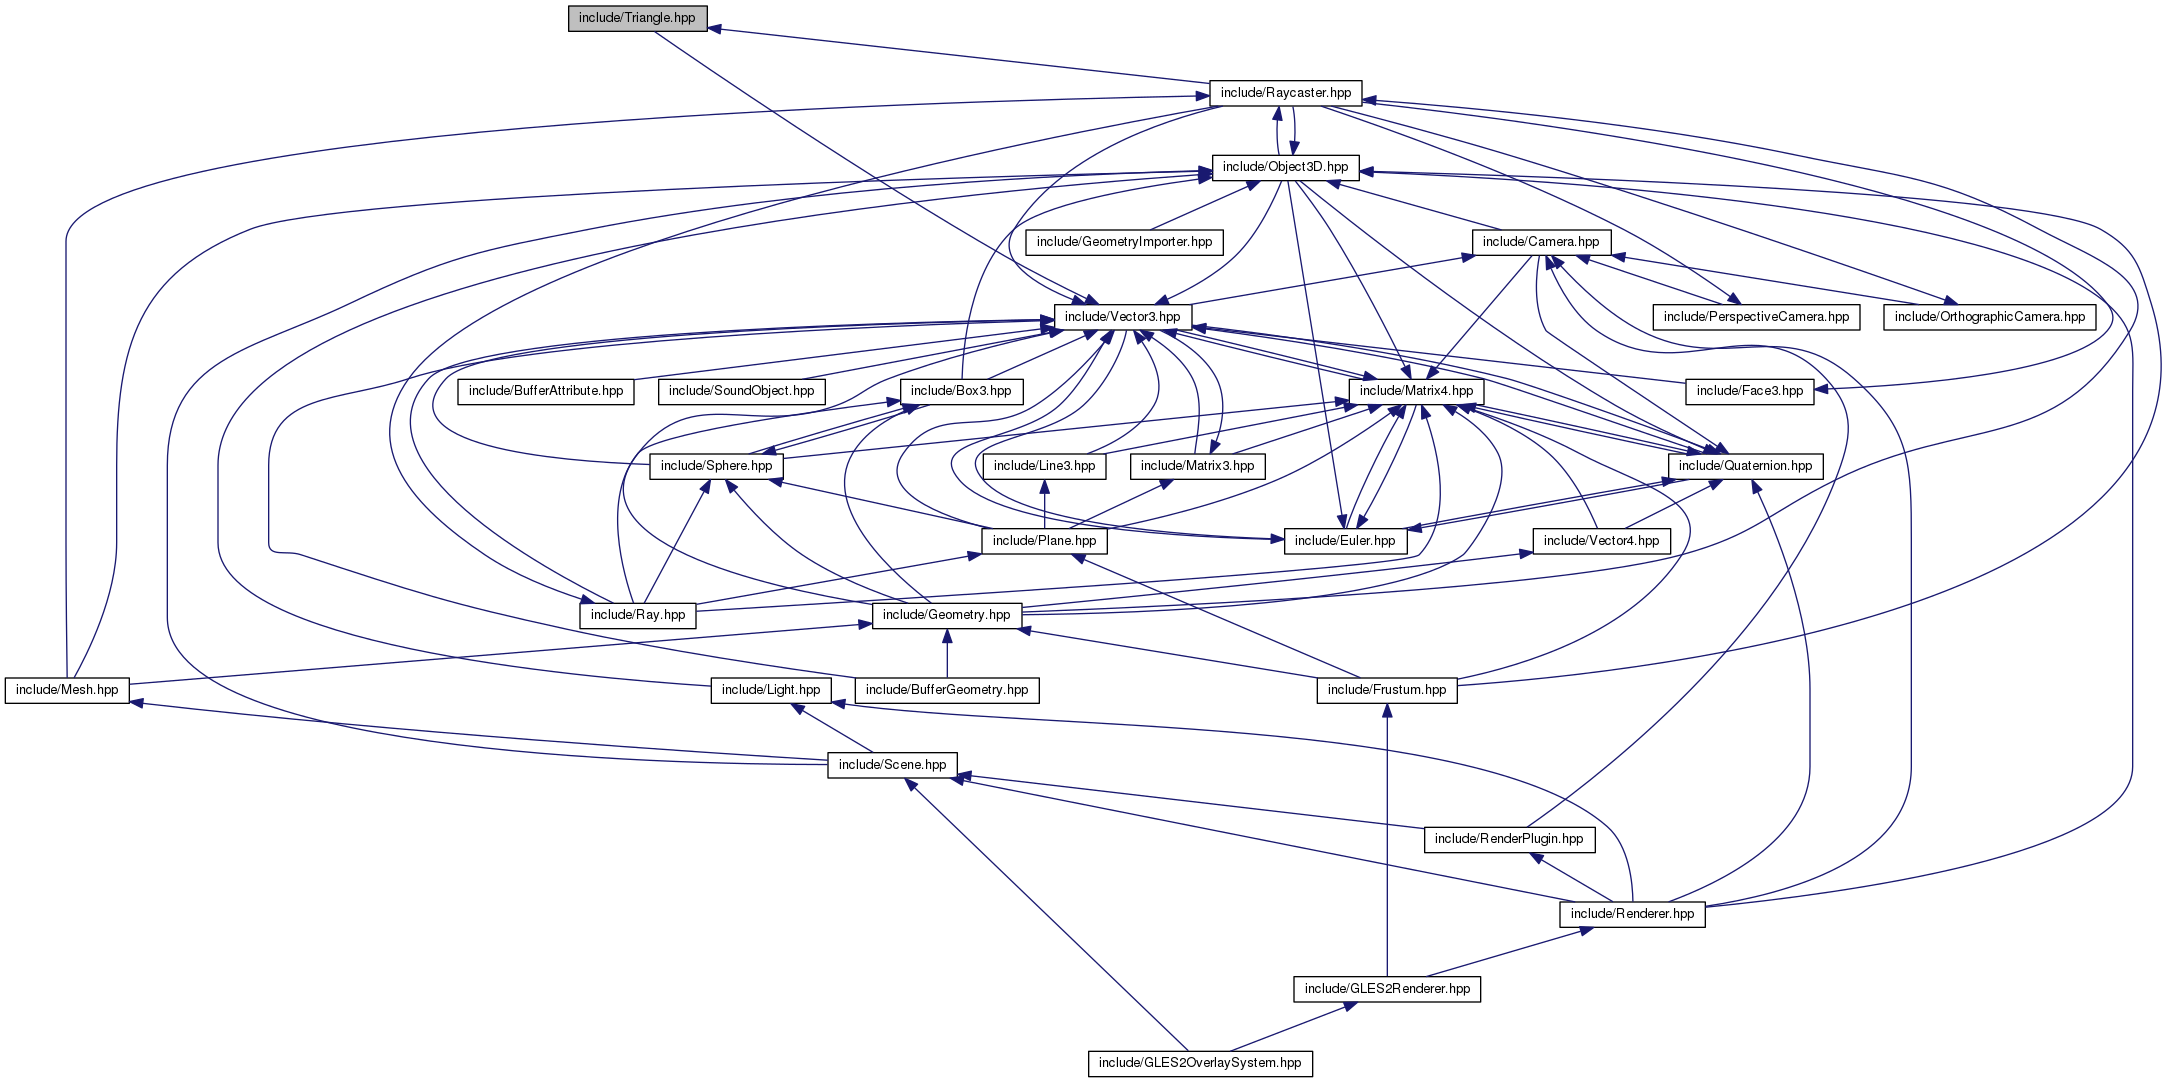 include/Triangle.hpp
include/Raycaster.hpp
include/Object3D.hpp
include/GeometryImporter.hpp
include/Camera.hpp
include/Vector3.hpp
include/PerspectiveCamera.hpp
include/OrthographicCamera.hpp
include/BufferAttribute.hpp
include/SoundObject.hpp
include/Box3.hpp
include/Matrix4.hpp
include/Face3.hpp
include/Sphere.hpp
include/Line3.hpp
include/Matrix3.hpp
include/Quaternion.hpp
include/Plane.hpp
include/Euler.hpp
include/Vector4.hpp
include/Ray.hpp
include/Geometry.hpp
include/Mesh.hpp
include/Light.hpp
include/BufferGeometry.hpp
include/Frustum.hpp
include/Scene.hpp
include/RenderPlugin.hpp
include/Renderer.hpp
include/GLES2Renderer.hpp
include/GLES2OverlaySystem.hpp